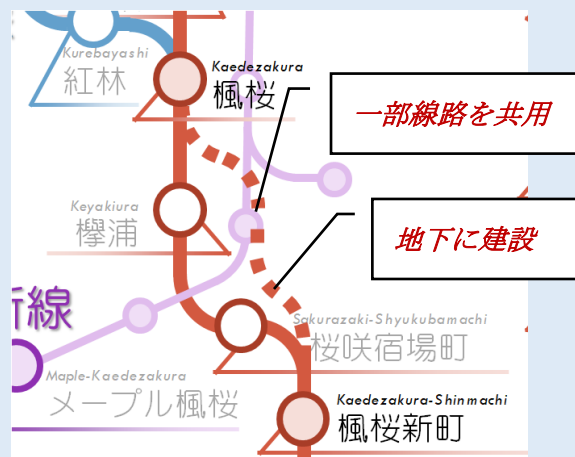 Kurebayashi
紅林
Kaedezakura
楓桜
一部線路を共用
Keyakiura
欅浦
地下に建設
線
Sakurazaki-Shyukubamachi
桜咲宿場町
Maple-Kaedezakura
メープル楓桜
Kaedezakura-Shinmachi
楓桜新町